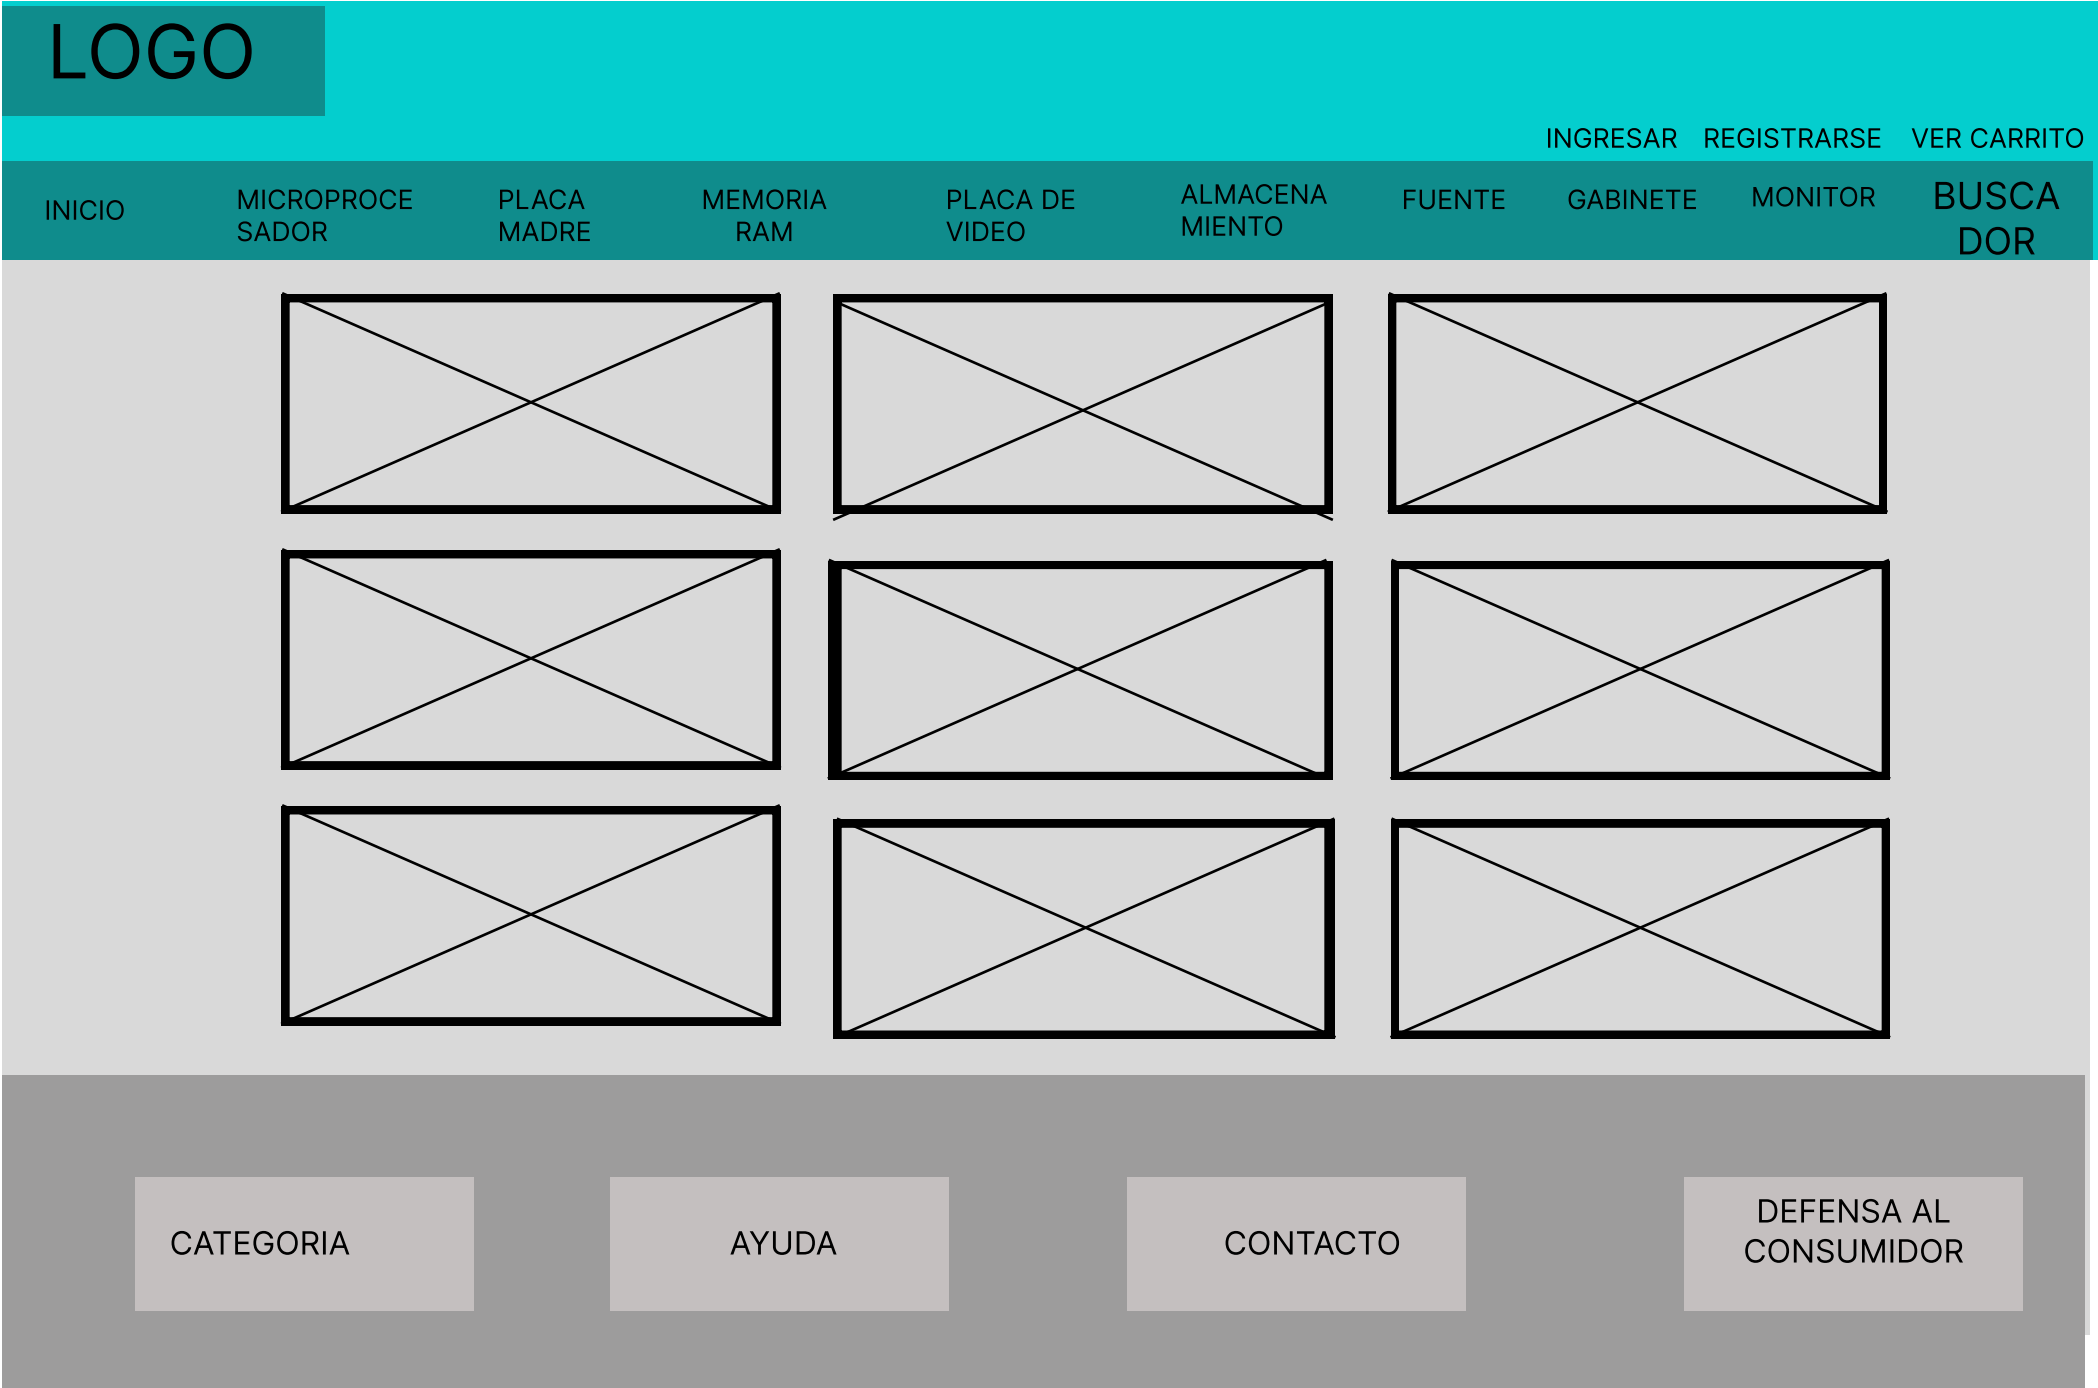 LOGO
INGRESAR REGISTRARSE VER CARRITO
INICIO
MICROPROCE
SADOR
PLACA
MADRE
MEMORIA
RAM
PLACA DE
VIDEO
ALMACENA
MIENTO
FUENTE
GABINETE
MONITOR
BUSCA
DOR
CATEGORIA
AYUDA
CONTACTO
DEFENSA AL
CONSUMIDOR